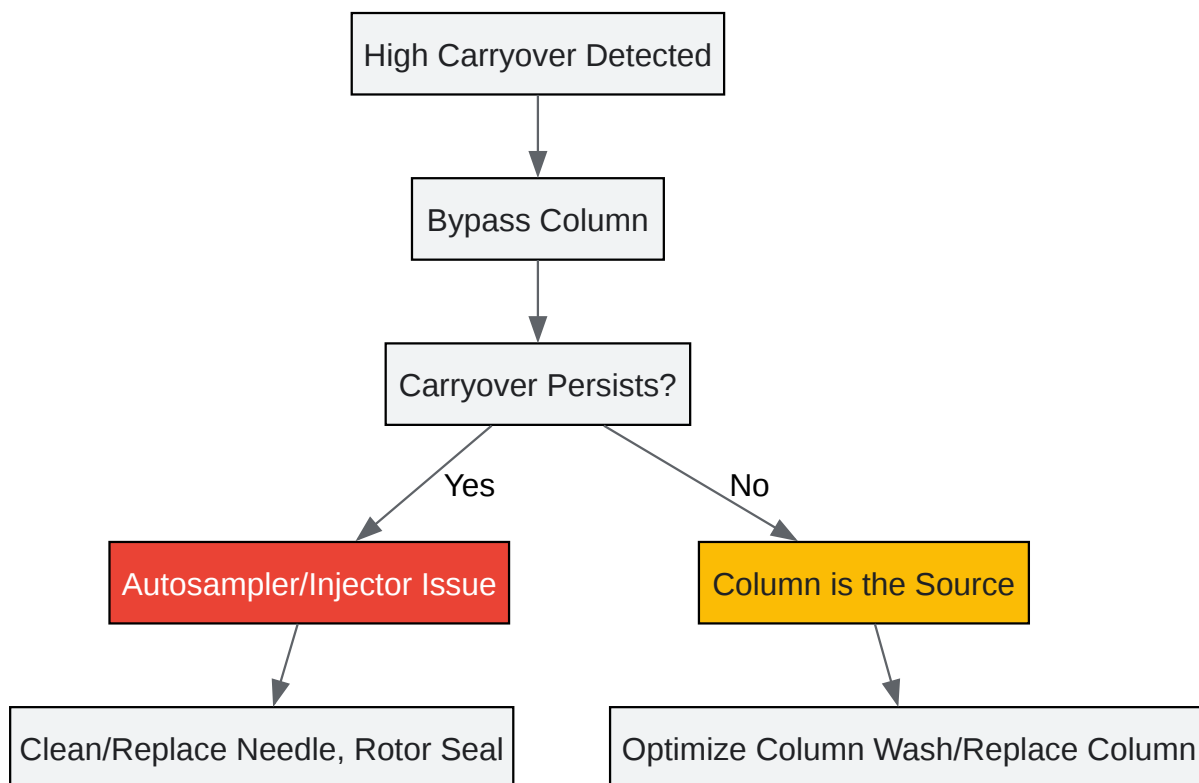 High Carryover Detected
Bypass Column
Carryover Persists?
Yes
No
Autosampler/Injector Issue
Column is the Source
Clean/Replace Needle, Rotor Seal
Optimize Column Wash/Replace Column